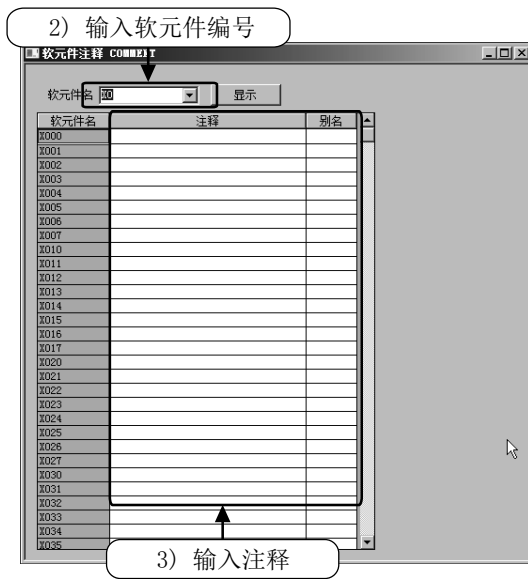 2) 输入软元件编号
软元件注释 COMMENT
软元件名 X0 显示
软元件名 注释 别名
X000
X001
X002
X003
X004
X005
X006
X007
X010
X011
X012
X013
X014
X015
X016
X017
X020
X021
X022
X023
X024
X025
X026
X027
X030
X031
X032
X033
X034
X035
3) 输入注释